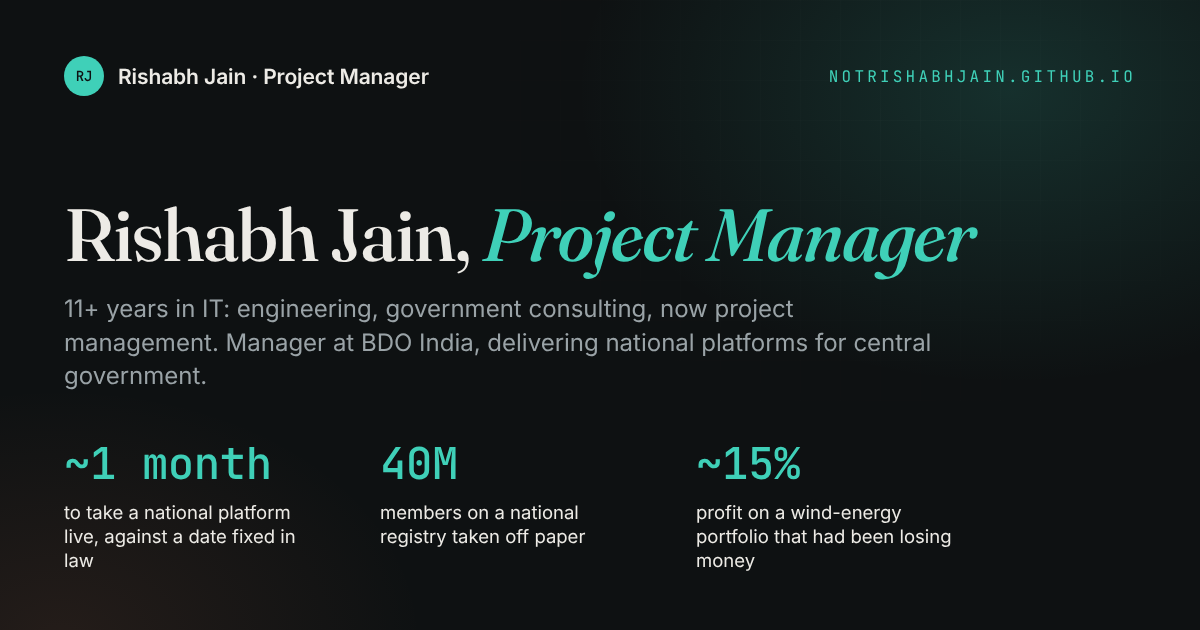 RJ
Rishabh Jain · Project Manager
NOTRISHABHJAIN.GITHUB.IO
Rishabh Jain, Project Manager
11+ years in IT: engineering, government consulting, now project
management. Manager at BDO India, delivering national platforms for central
government.
~1 month
to take a national platform
live, against a date fixed in
law
40M
members on a national
registry taken off paper
~15%
profit on a wind-energy
portfolio that had been losing
money